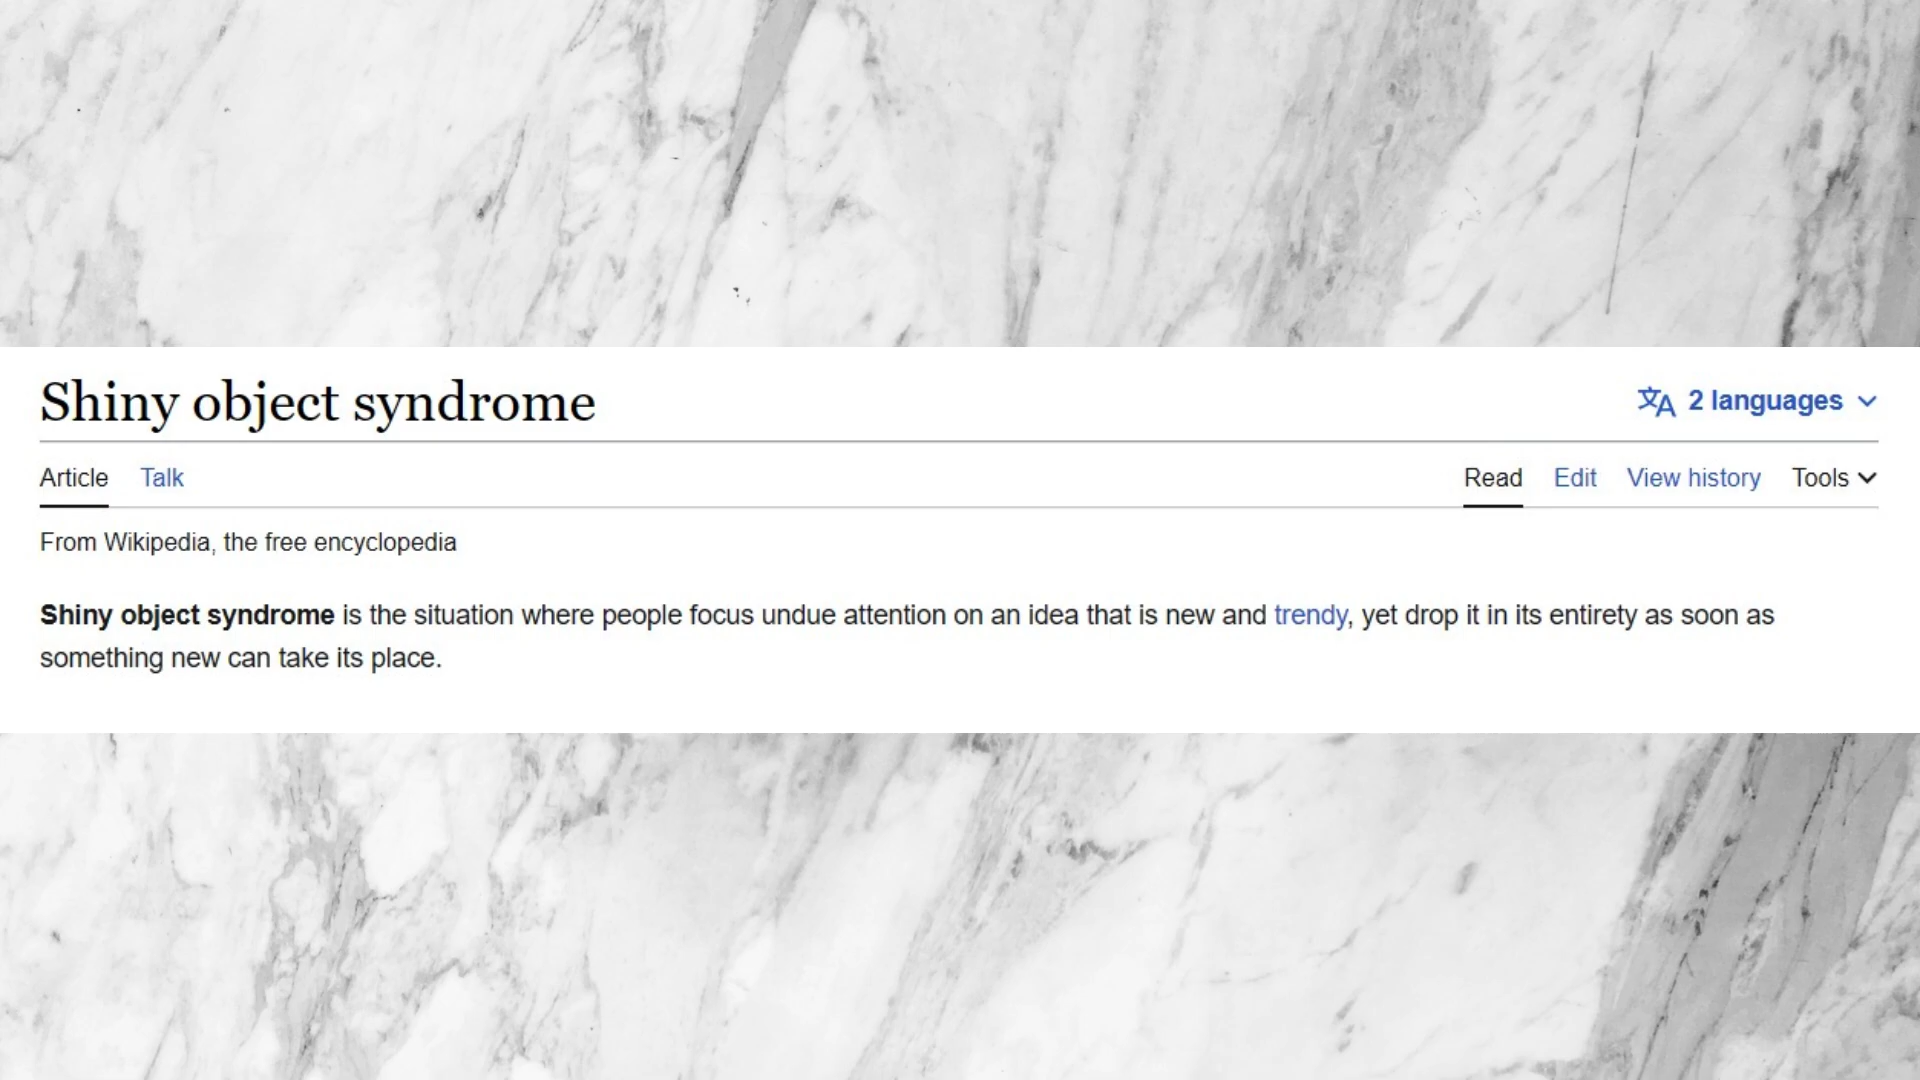 Shiny object syndrome
2 languages
Article Talk
Read Edit View history Tools
From Wikipedia, the free encyclopedia
Shiny object syndrome is the situation where people focus undue attention on an idea that is new and trendy, yet drop it in its entirety as soon as
something new can take its place.